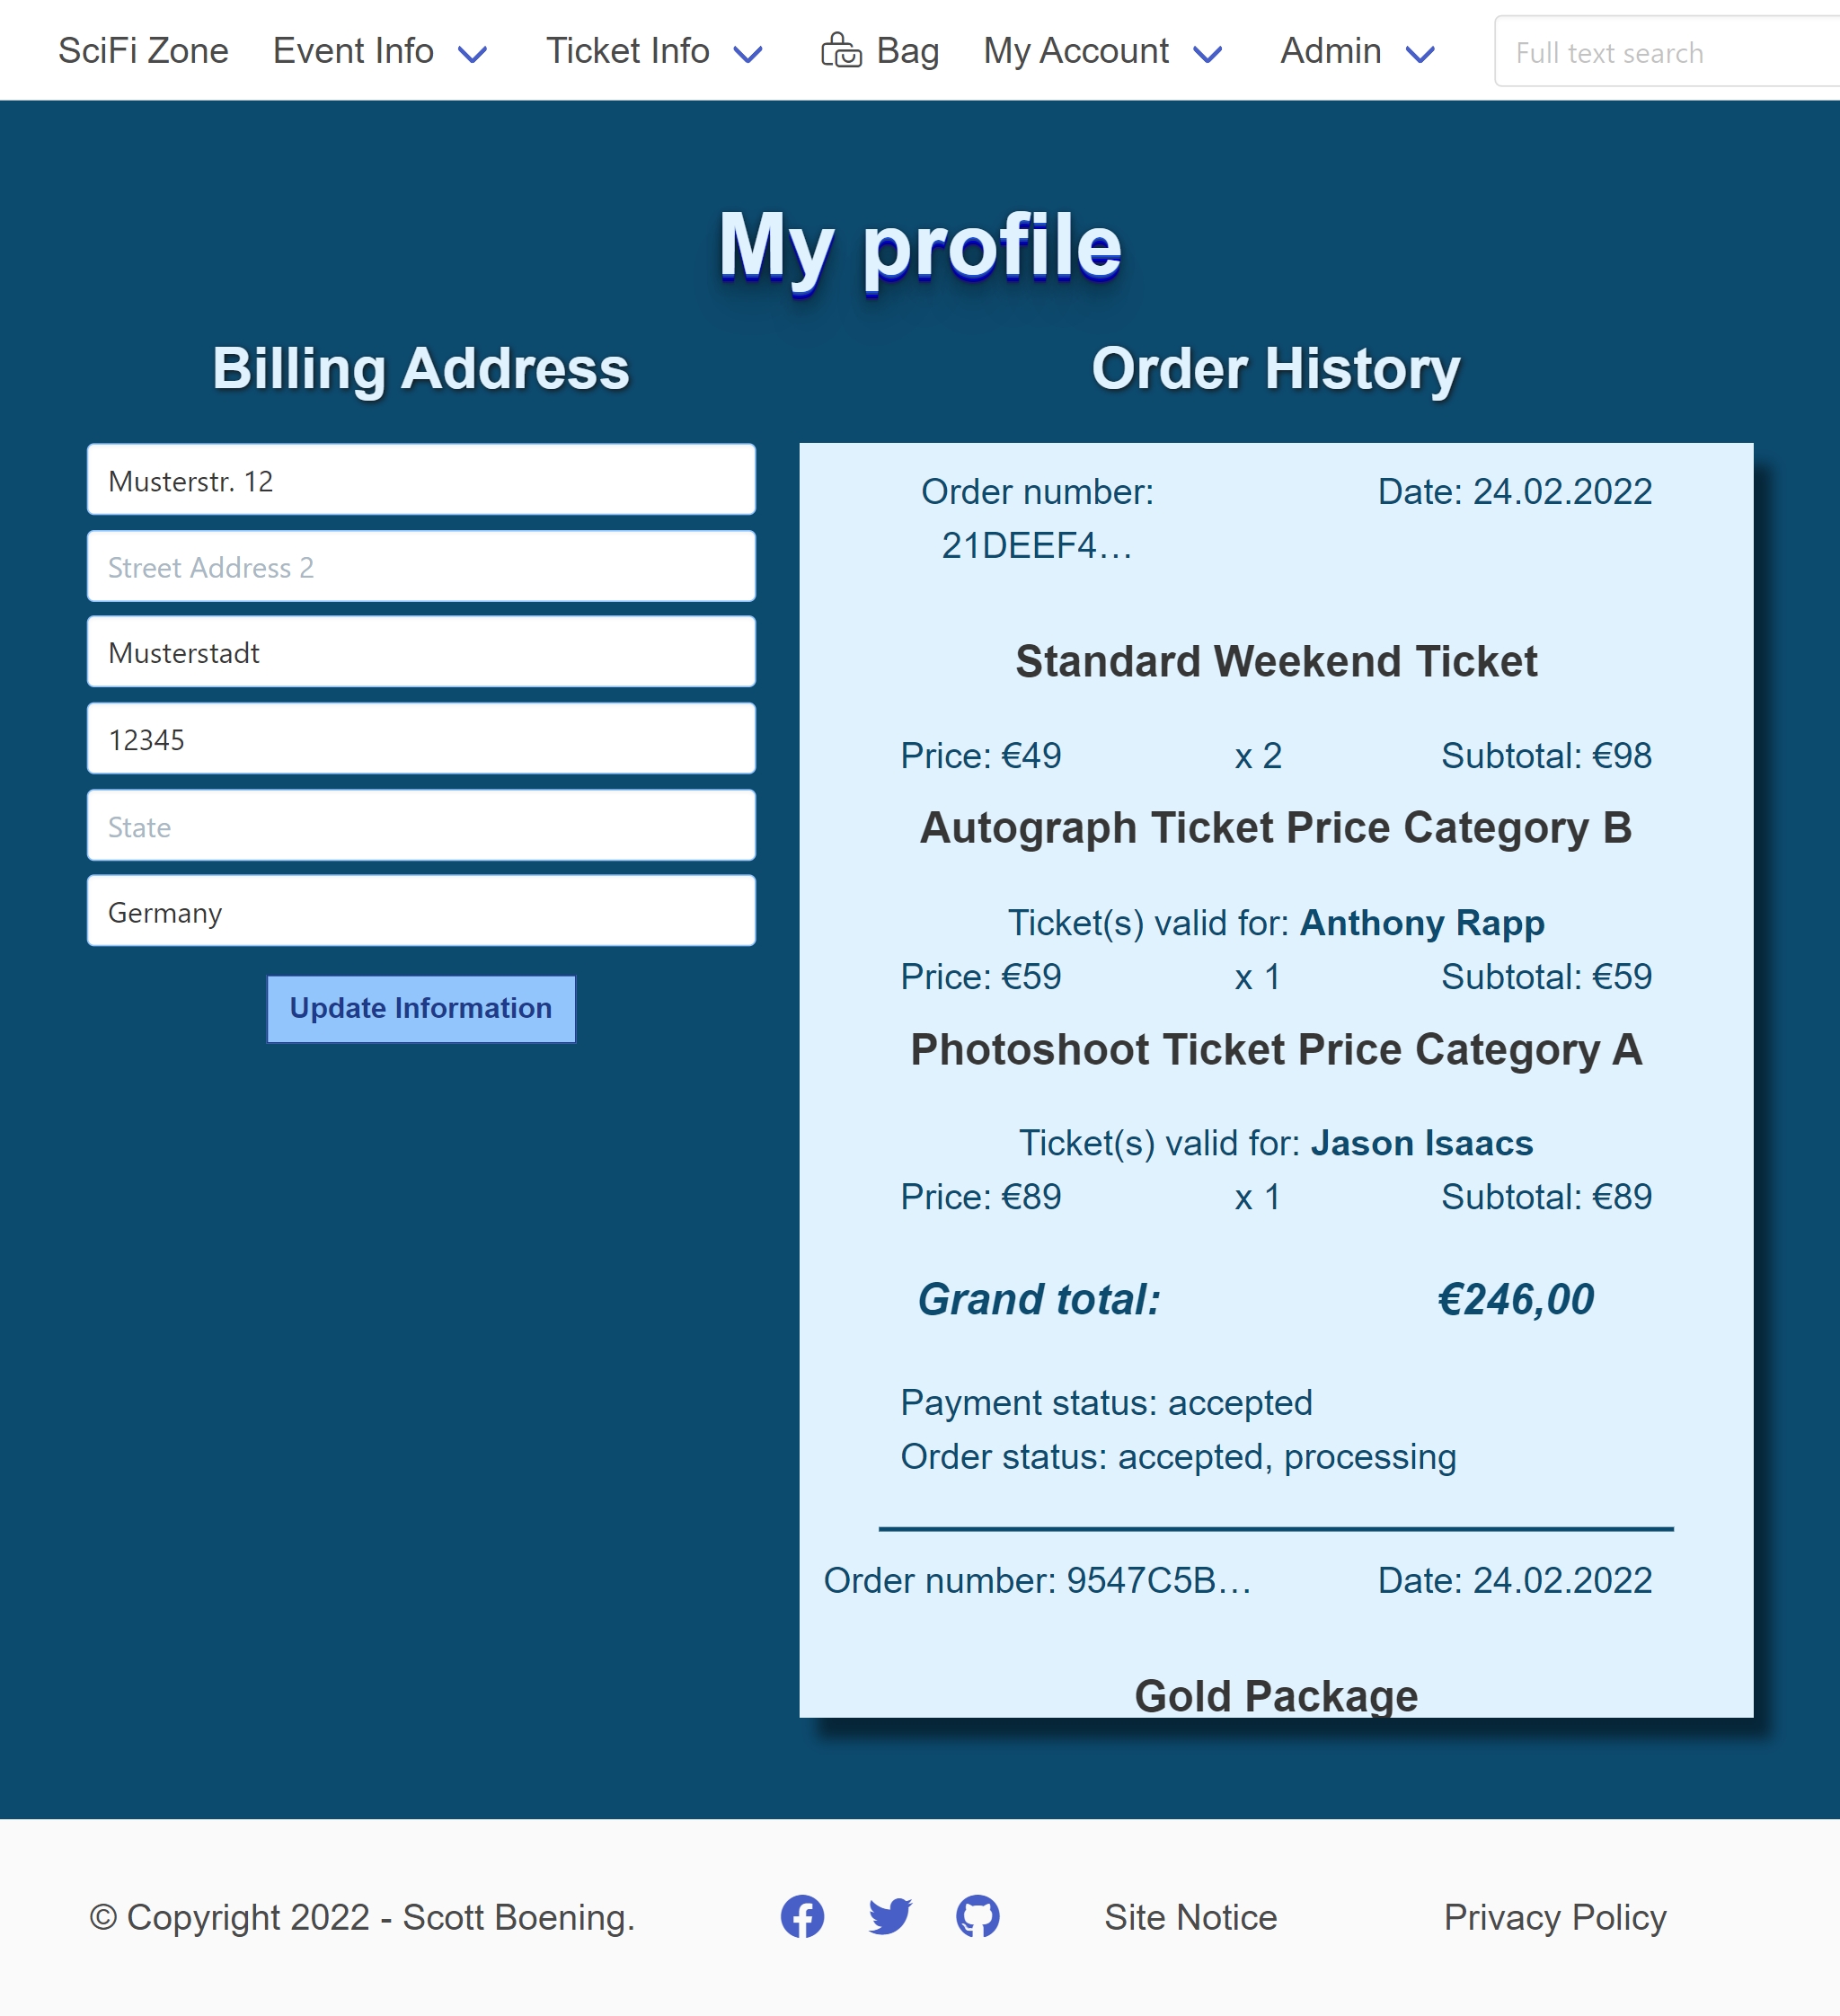 SciFi Zone Event Info Ticket Info Bag My Account Admin Full text search
My profile
Billing Address
Musterstr. 12
Street Address 2
Musterstadt
12345
State
Germany
Update Information
Order History
Order number: Date: 24.02.2022
21DEEF4…
Standard Weekend Ticket
Price: €49 x 2 Subtotal: €98
Autograph Ticket Price Category B
Ticket(s) valid for: Anthony Rapp
Price: €59 x 1 Subtotal: €59
Photoshoot Ticket Price Category A
Ticket(s) valid for: Jason Isaacs
Price: €89 x 1 Subtotal: €89
Grand total: €246,00
Payment status: accepted
Order status: accepted, processing
Order number: 9547C5B… Date: 24.02.2022
Gold Package
© Copyright 2022 - Scott Boening. Site Notice Privacy Policy